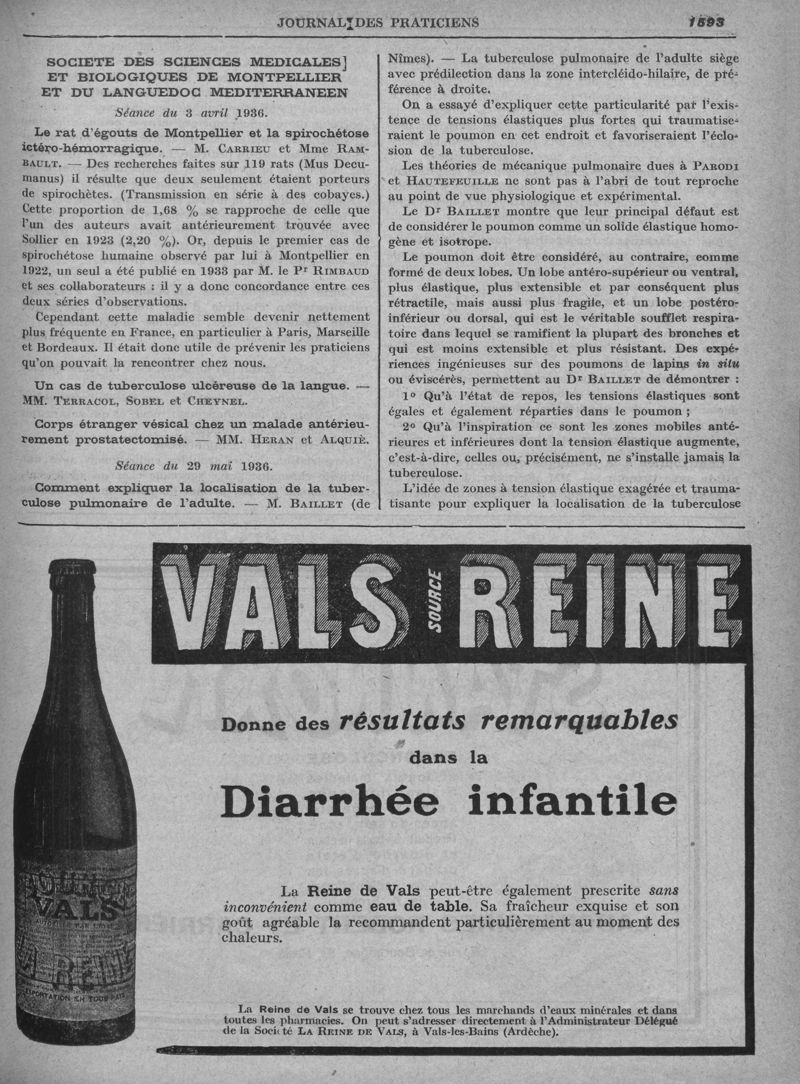 JOURNAL DES PRATICIENS 1593
SOCIETE DES SCIENCES MEDICALES]
ET BIOLOGIQUES DE MONTPELLIER
ET DU LANGUEDOC MEDITERRANEEN
Séance du 3 avril 1936.
Le rat d'égouts de Montpellier et la spirochétose
ictéro-hémorragique. — M. CARRIEU et Mme RAM-
BAULT. — Des recherches faites sur 119 rats (Mus Decu-
manus) il résulte que deux seulement étaient porteurs
de spirochètes. (Transmission en série à des cobayes.)
Cette proportion de 1,68 % se rapproche de celle que
l'un des auteurs avait antérieurement trouvée avec
Sollier en 1923 (2,20 %). Or, depuis le premier cas de
spirochétose humaine observé par lui à Montpellier en
1922, un seul a été publié en 1933 par M. le Pr RIMBAUD
et ses collaborateurs : il y a donc concordance entre ces
deux séries d'observations.
Cependant cette maladie semble devenir nettement
plus fréquente en France, en particulier à Paris, Marseille
et Bordeaux. Il était donc utile de prévenir les praticiens
qu'on pouvait la rencontrer chez nous.
Un cas de tuberculose ulcéreuse de la langue. —
MM. TERRACOL, SOBEL et CHEYNEL.
Corps étranger vésical chez un malade antérieu-
rement prostatectomisé. — MM. HERAN et ALQUIÈ.
Séance du 29 mai 1936.
Comment expliquer la localisation de la tuber-
culose pulmonaire de l'adulte. — M. BAILLET (de
Nîmes). — La tuberculose pulmonaire de l'adulte siège
avec prédilection dans la zone intercléido-hilaire, de pré-
férence à droite.
On a essayé d'expliquer cette particularité par l'exis-
tence de tensions élastiques plus fortes qui traumatise-
raient le poumon en cet endroit et favoriseraient l'éclo-
sion de la tuberculose.
Les théories de mécanique pulmonaire dues à PARODI
et HAUTEFEUILLE ne sont pas à l'abri de tout reproche
au point de vue physiologique et expérimental.
Le Dr BAILLET montre que leur principal défaut est
de considérer le poumon comme un solide élastique homo-
gène et isotrope.
Le poumon doit être considéré, au contraire, comme
formé de deux lobes. Un lobe antéro-supérieur ou ventral,
plus élastique, plus extensible et par conséquent plus
rétractile, mais aussi plus fragile, et un lobe postéro-
inférieur ou dorsal, qui est le véritable soufflet respira-
toire dans lequel se ramifient la plupart des bronches et
qui est moins extensible et plus résistant. Des expé-
riences ingénieuses sur des poumons de lapins in situ
ou éviscérés, permettent au Dr BAILLET de démontrer :
1o Qu'à l'état de repos, les tensions élastiques sont
égales et également réparties dans le poumon ;
2o Qu'à l'inspiration ce sont les zones mobiles anté-
rieures et inférieures dont la tension élastique augmente,
c'est-à-dire, celles ou, précisément, ne s'installe jamais la
tuberculose.
L'idée de zones à tension élastique exagérée et trauma-
tisante pour expliquer la localisation de la tuberculose
VALS SOURCE REINE
Donne des résultats remarquables
dans la
Diarrhée infantile
La Reine de Vals peut-être également prescrite sans
inconvénient comme eau de table. Sa fraîcheur exquise et son
goût agréable la recommandent particulièrement au moment des
chaleurs.
La Reine de Vals se trouve chez tous les marchands d'eaux minérales et dans
toutes les pharmacies. On peut s'adresser directement à l'Administrateur Délégué
de la Société LA REINE DE VALS, à Vals-les-Bains (Ardèche).
VALS
LA REINE
EXPORTATION EN TOUS PAYS